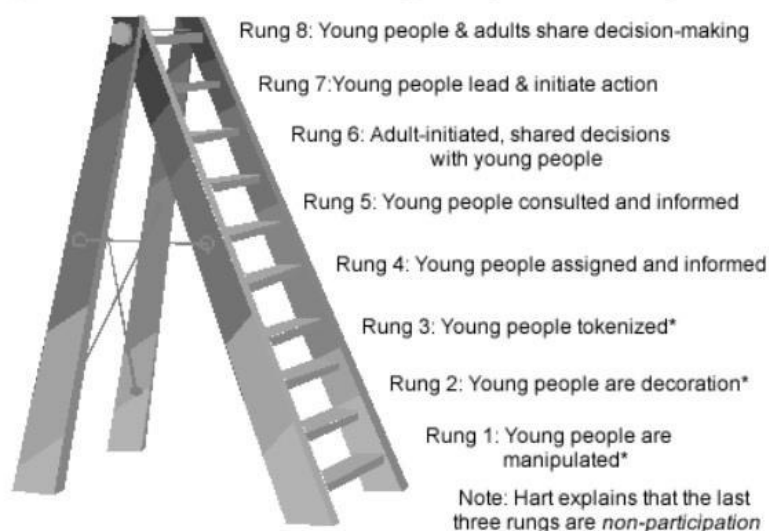 Rung 8: Young people & adults share decision-making
Rung 7:Young people lead & initiate action
Rung 6: Adult-initiated, shared decisions
with young people
Rung 5: Young people consulted and informed
Rung 4: Young people assigned and informed
Rung 3: Young people tokenized*
Rung 2: Young people are decoration*
Rung 1: Young people are
manipulated*
Note: Hart explains that the last
three rungs are non-participation